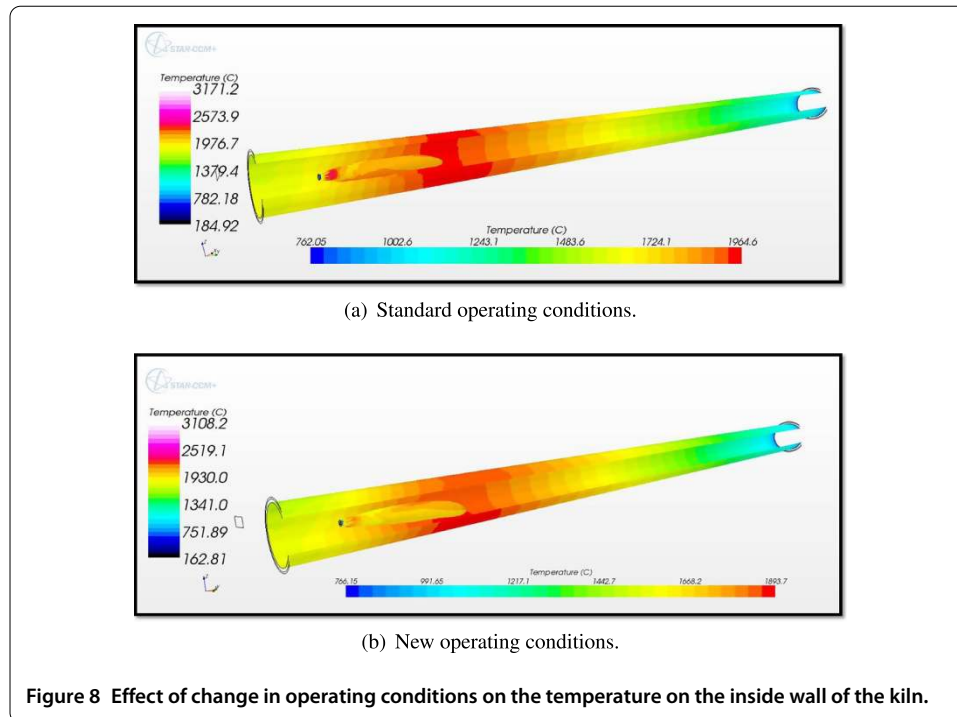 STAR-CCM+
Temperature (C)
3171.2
2573.9
1976.7
1379.4
782.18
184.92
Temperature (C)
762.05 1002.6 1243.1 1483.6 1724.1 1964.6
(a) Standard operating conditions.
STAR-CCM+
Temperature (C)
3108.2
2519.1
1930.0
1341.0
751.89
162.81
Temperature (C)
766.15 991.65 1217.1 1442.7 1668.2 1893.7
(b) New operating conditions.
Figure 8 Effect of change in operating conditions on the temperature on the inside wall of the kiln.